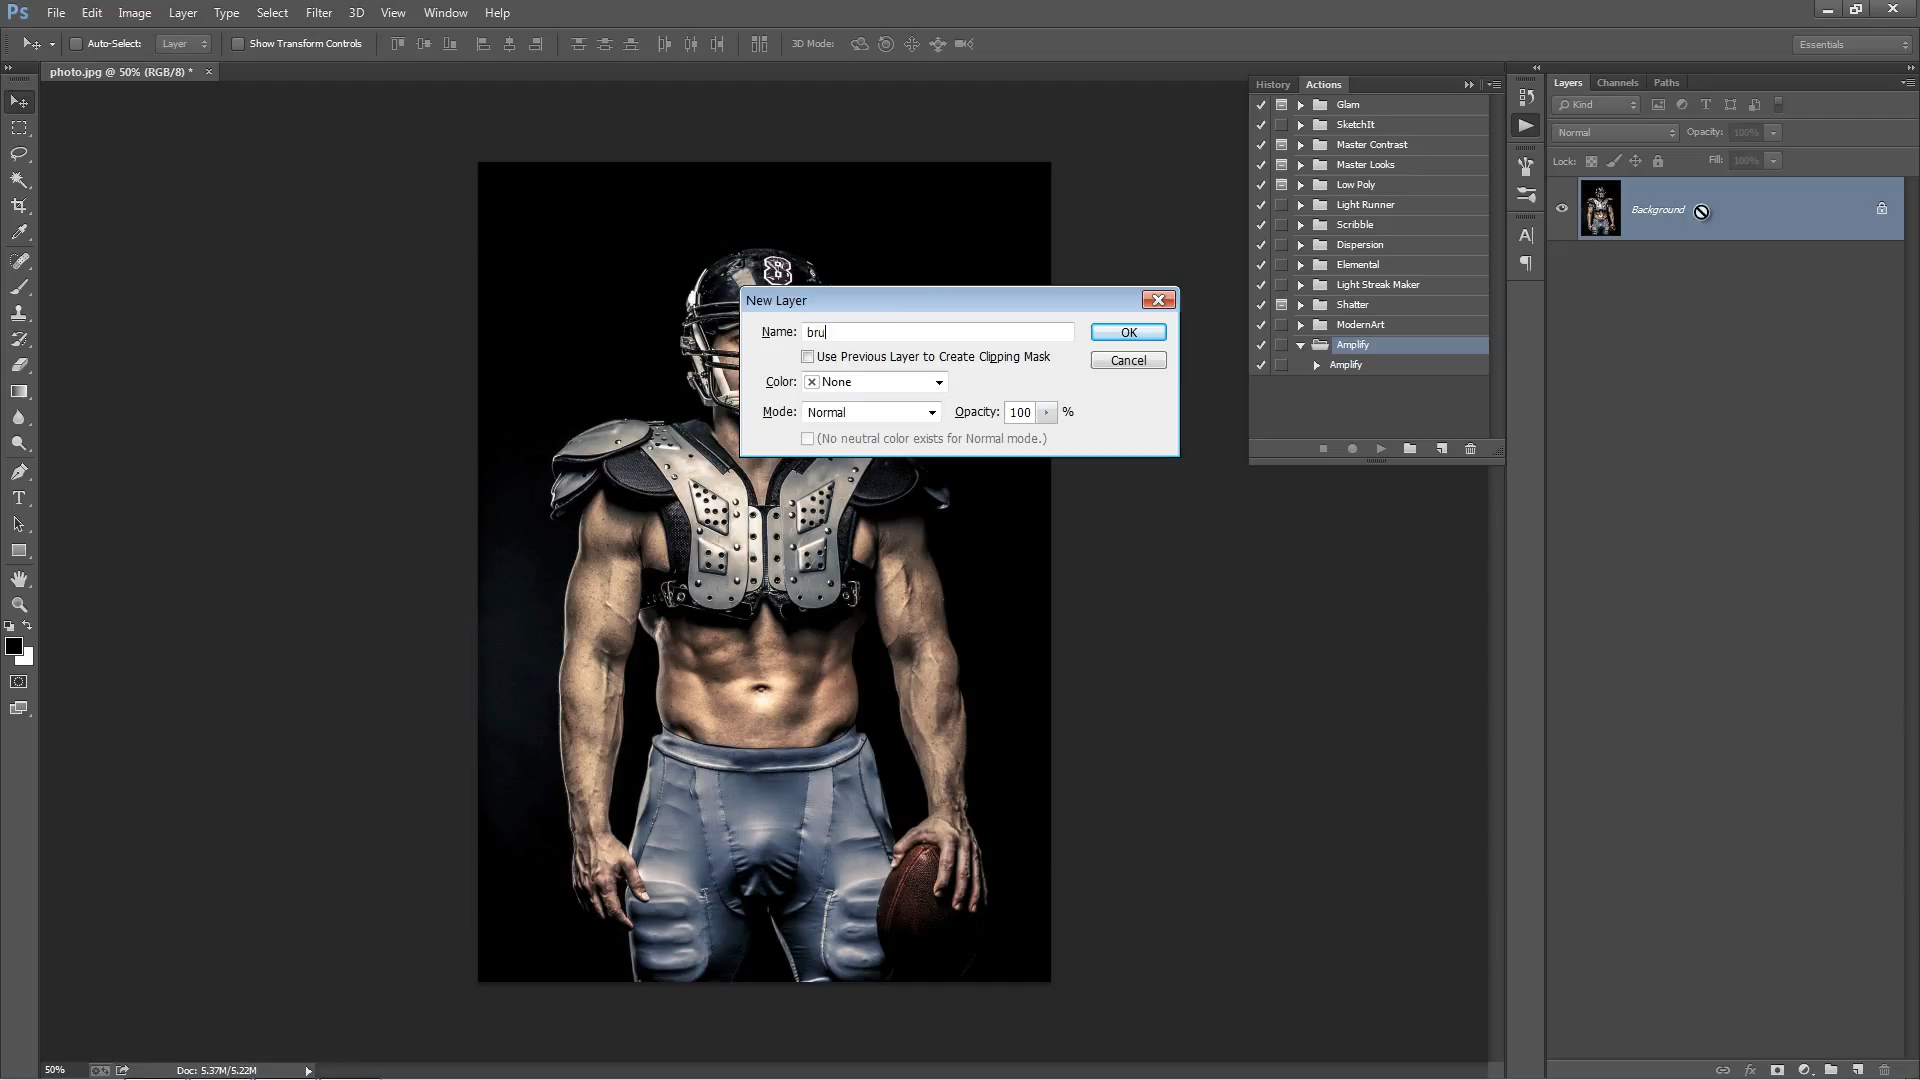 Ps File Edit Image Layer Type Select Filter 3D View Window Help
Auto-Select: Layer Show Transform Controls 3D Mode: Essentials
photo.jpg @ 50% (RGB/8) * ×
History Actions
Glam
SketchIt
Master Contrast
Master Looks
Low Poly
Light Runner
Scribble
Dispersion
Elemental
Light Streak Maker
Shatter
ModernArt
Amplify
Amplify
Layers Channels Paths
Kind
Normal Opacity: 100%
Lock: Fill: 100%
Background
New Layer
Name: bru
OK
Use Previous Layer to Create Clipping Mask
Cancel
Color: None
Mode: Normal Opacity: 100 %
(No neutral color exists for Normal mode.)
50% Doc: 5.37M/5.22M